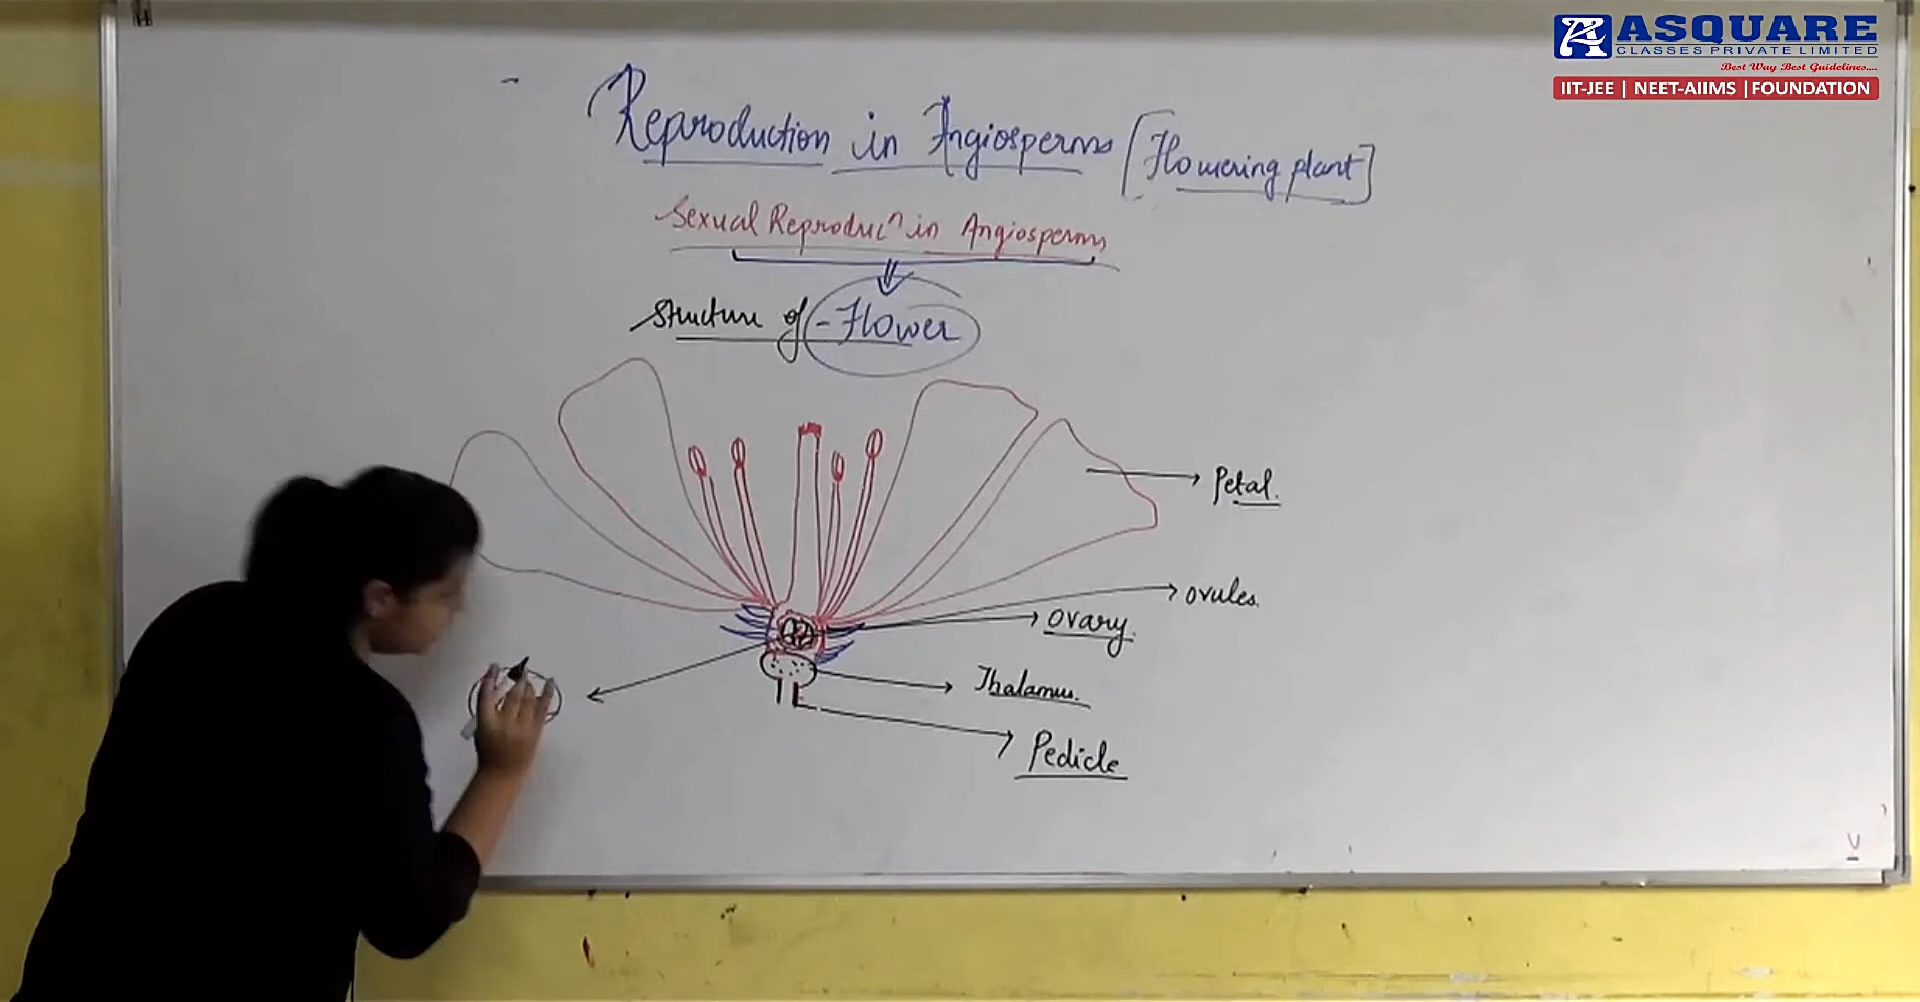 ASQUARE
CLASSES PRIVATE LIMITED
Best Way Best Guidelines....
IIT-JEE | NEET-AIIMS | FOUNDATION
Reproduction in Angiosperms [Flowering plant]
Sexual Reproducⁿ in Angiosperms
Structure of - Flower
Petal.
ovules.
ovary.
Thalamus.
Pedicle